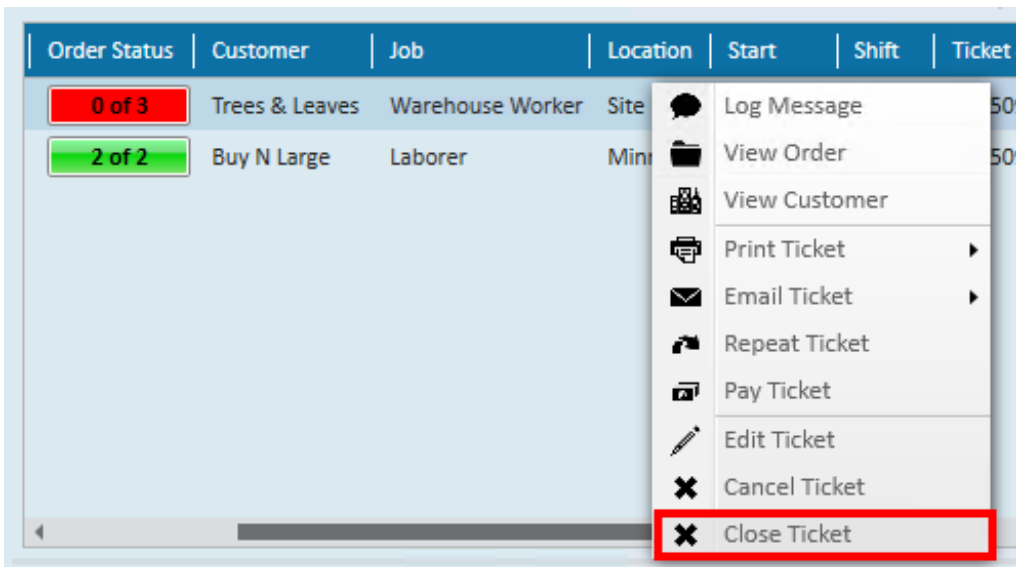 Order Status Customer Job Location Start Shift Ticket
0 of 3 Trees & Leaves Warehouse Worker Site
2 of 2 Buy N Large Laborer
Log Message
View Order
View Customer
Print Ticket
Email Ticket
Repeat Ticket
Pay Ticket
Edit Ticket
Cancel Ticket
Close Ticket